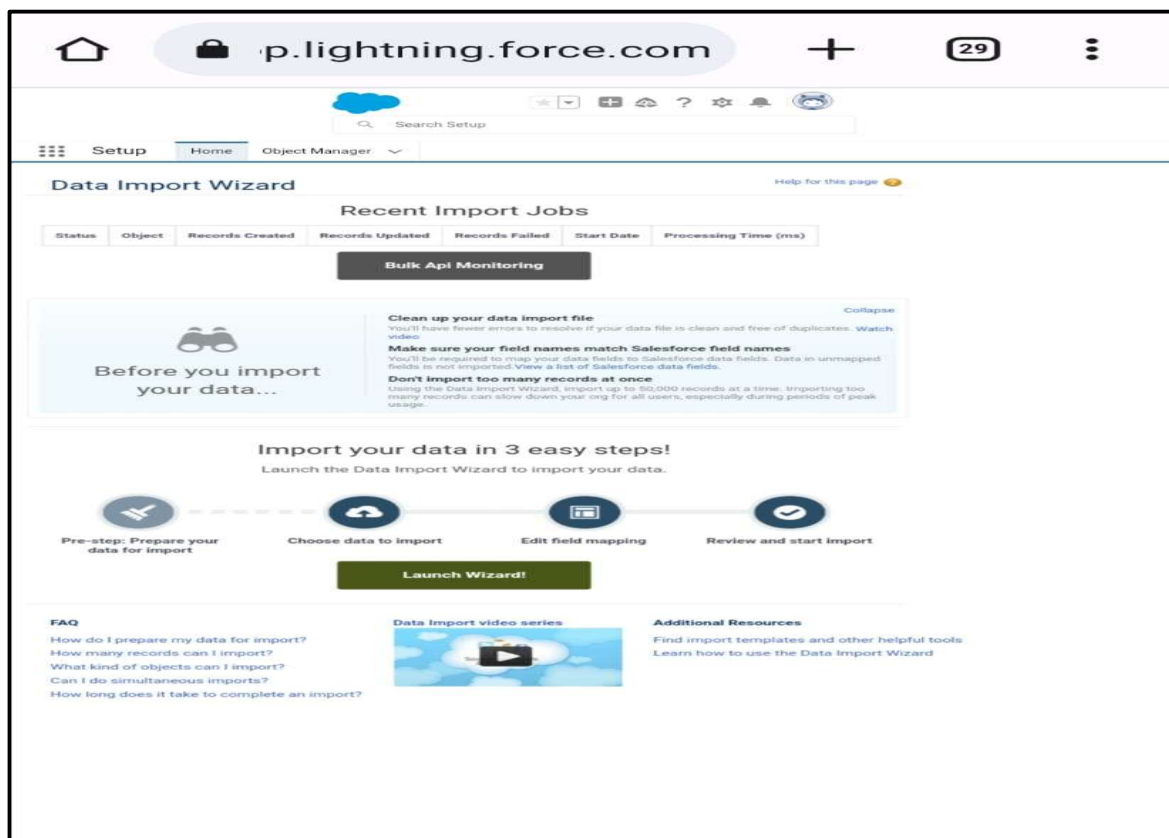 p.lightning.force.com
29
Search Setup
Setup Home Object Manager
Data Import Wizard
Help for this page
Recent Import Jobs
Status Object Records Created Records Updated Records Failed Start Date Processing Time (ms)
Bulk Api Monitoring
Collapse
Before you import
your data...
Clean up your data import file
You'll have fewer errors to resolve if your data file is clean and free of duplicates. Watch
video
Make sure your field names match Salesforce field names
You'll be required to map your data fields to Salesforce data fields. Data in unmapped
fields is not imported.View a list of Salesforce data fields.
Don't import too many records at once
Using the Data Import Wizard, import up to 50,000 records at a time. Importing too
many records can slow down your org for all users, especially during periods of peak
usage.
Import your data in 3 easy steps!
Launch the Data Import Wizard to import your data.
Pre-step: Prepare your
data for import
Choose data to import
Edit field mapping
Review and start import
Launch Wizard!
FAQ
How do I prepare my data for import?
How many records can I import?
What kind of objects can I import?
Can I do simultaneous imports?
How long does it take to complete an import?
Data Import video series
Additional Resources
Find import templates and other helpful tools
Learn how to use the Data Import Wizard